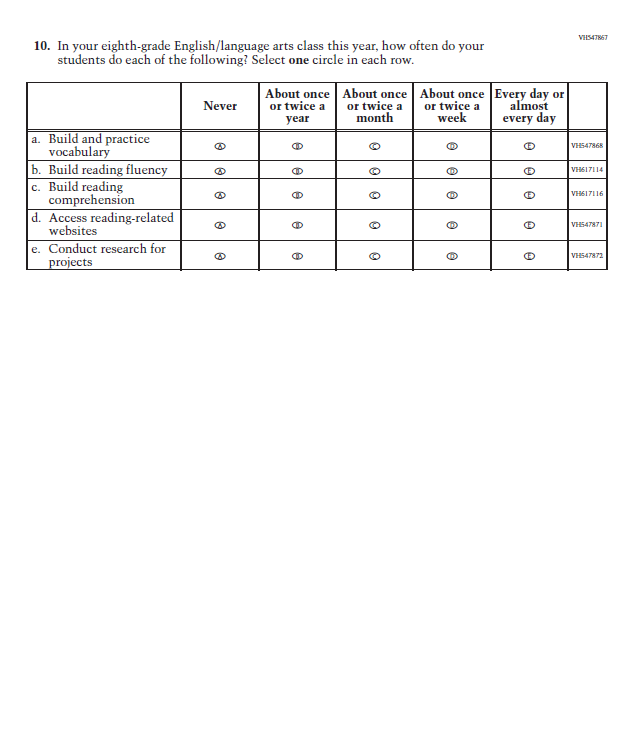 VH547867
10. In your eighth-grade English/language arts class this year, how often do your
students do each of the following? Select one circle in each row.
Never
About once or twice a year
About once or twice a month
About once or twice a week
Every day or almost every day
a. Build and practice
vocabulary
A B C D E VH547868
b. Build reading fluency A B C D E VH617114
c. Build reading
comprehension
A B C D E VH617116
d. Access reading-related
websites
A B C D E VH547871
e. Conduct research for
projects
A B C D E VH547872